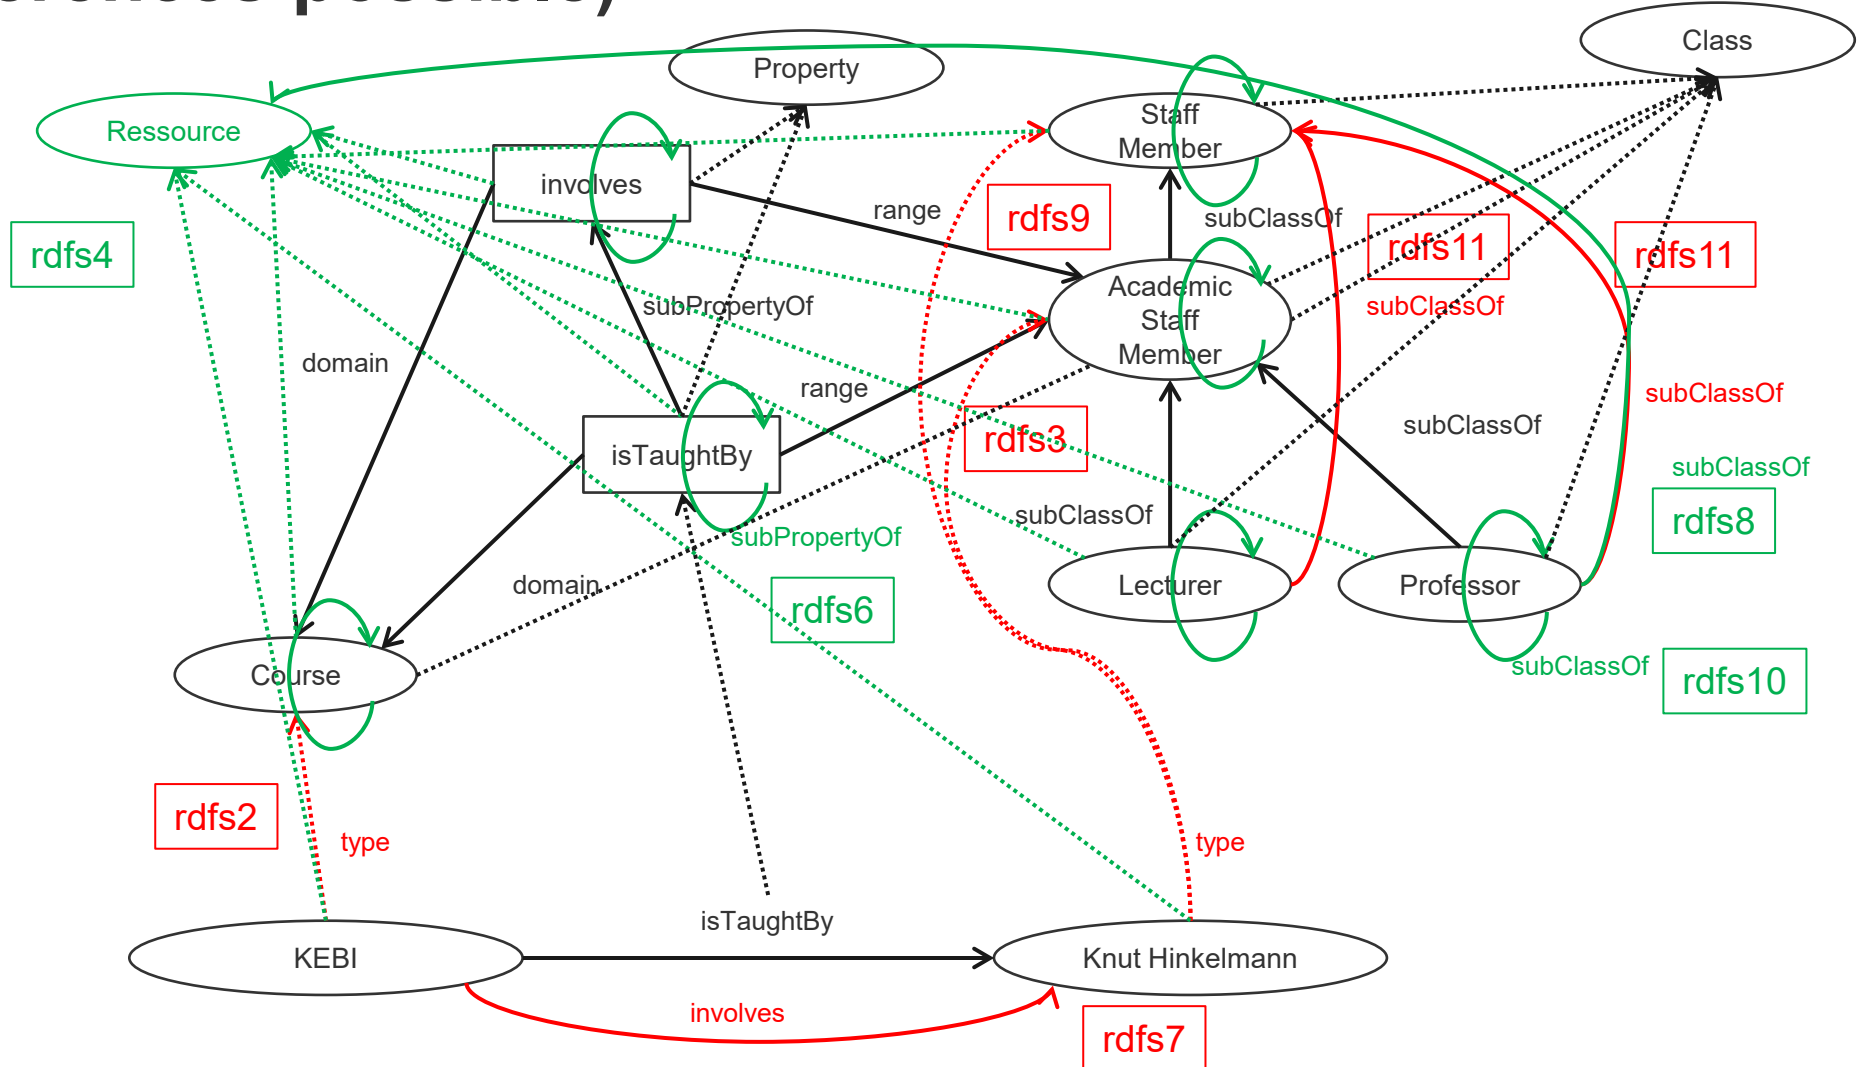 possible)
Class
Property
Staff
Member
Ressource
involves
range
rdfs9
subClassOf
rdfs11
rdfs11
rdfs4
Academic
Staff
Member
subPropertyOf
subClassOf
domain
range
subClassOf
subClassOf
rdfs3
isTaughtBy
subClassOf
rdfs8
subClassOf
subPropertyOf
domain
Lecturer
Professor
rdfs6
subClassOf
rdfs10
Course
rdfs2
type
type
isTaughtBy
KEBI
Knut Hinkelmann
involves
rdfs7